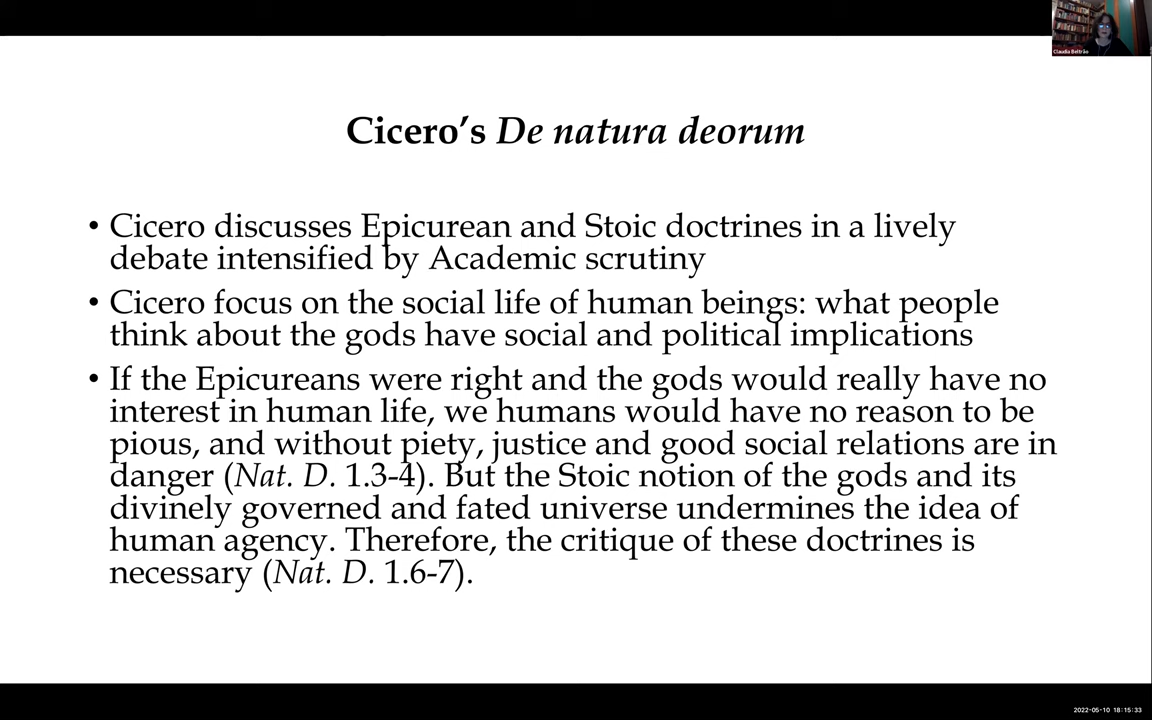 Claudia Beltrão
Cicero’s De natura deorum
• Cicero discusses Epicurean and Stoic doctrines in a lively
debate intensified by Academic scrutiny
• Cicero focus on the social life of human beings: what people
think about the gods have social and political implications
• If the Epicureans were right and the gods would really have no
interest in human life, we humans would have no reason to be
pious, and without piety, justice and good social relations are in
danger (Nat. D. 1.3-4). But the Stoic notion of the gods and its
divinely governed and fated universe undermines the idea of
human agency. Therefore, the critique of these doctrines is
necessary (Nat. D. 1.6-7).
2022-05-10 18:15:33